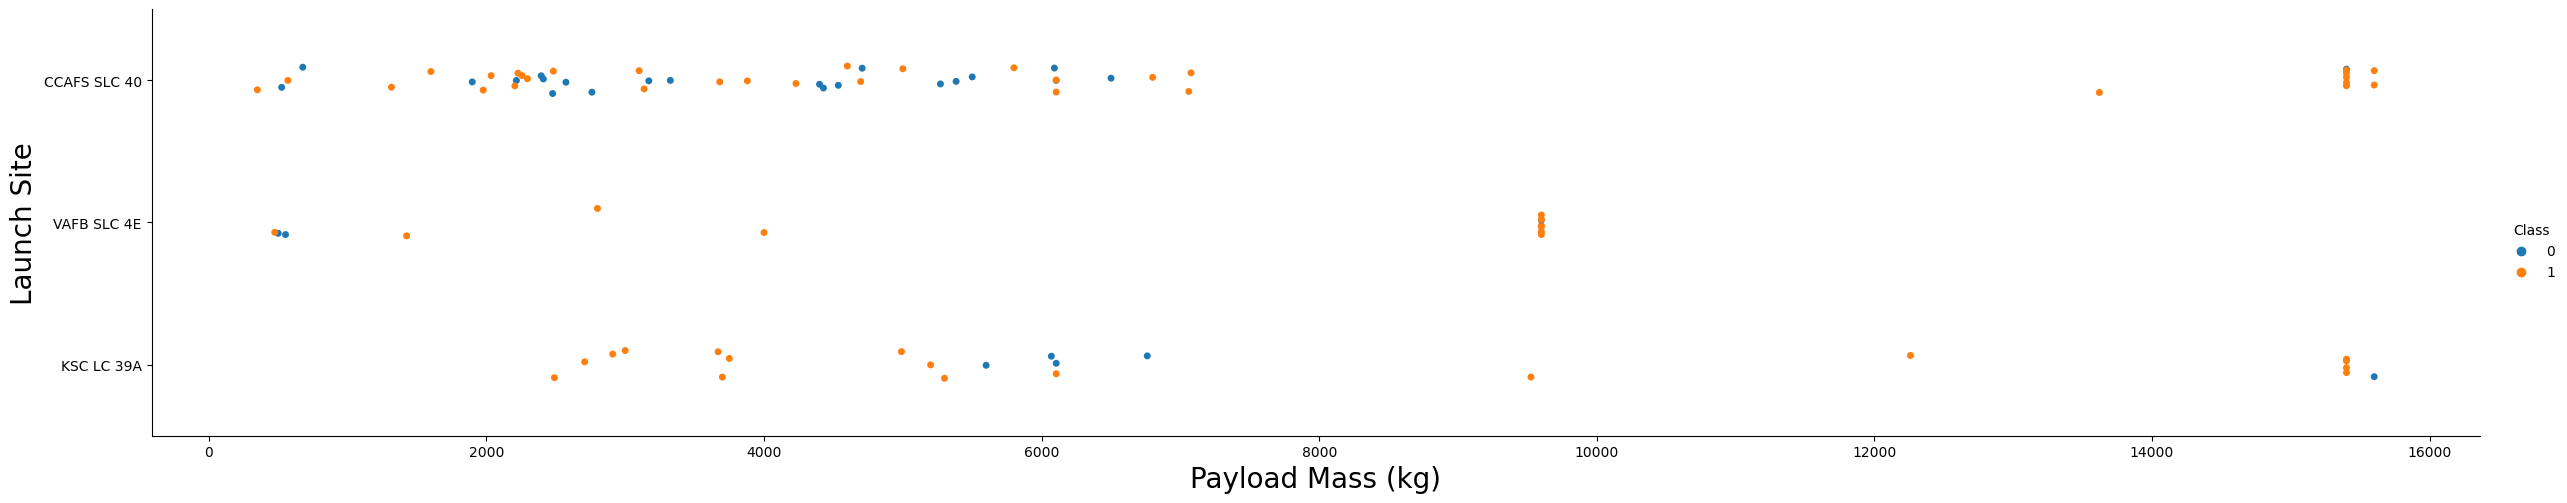 Launch Site
CCAFS SLC 40
VAFB SLC 4E
KSC LC 39A
0 2000 4000 6000 8000 10000 12000 14000 16000
Payload Mass (kg)
Class
0
1